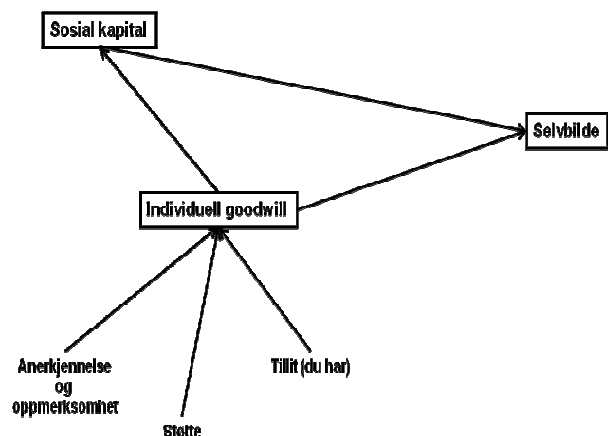 Sosial kapital
Selvbilde
Individuell goodwill
Anerkjennelse
og
oppmerksomhet
Tillit (du har)
Støtte